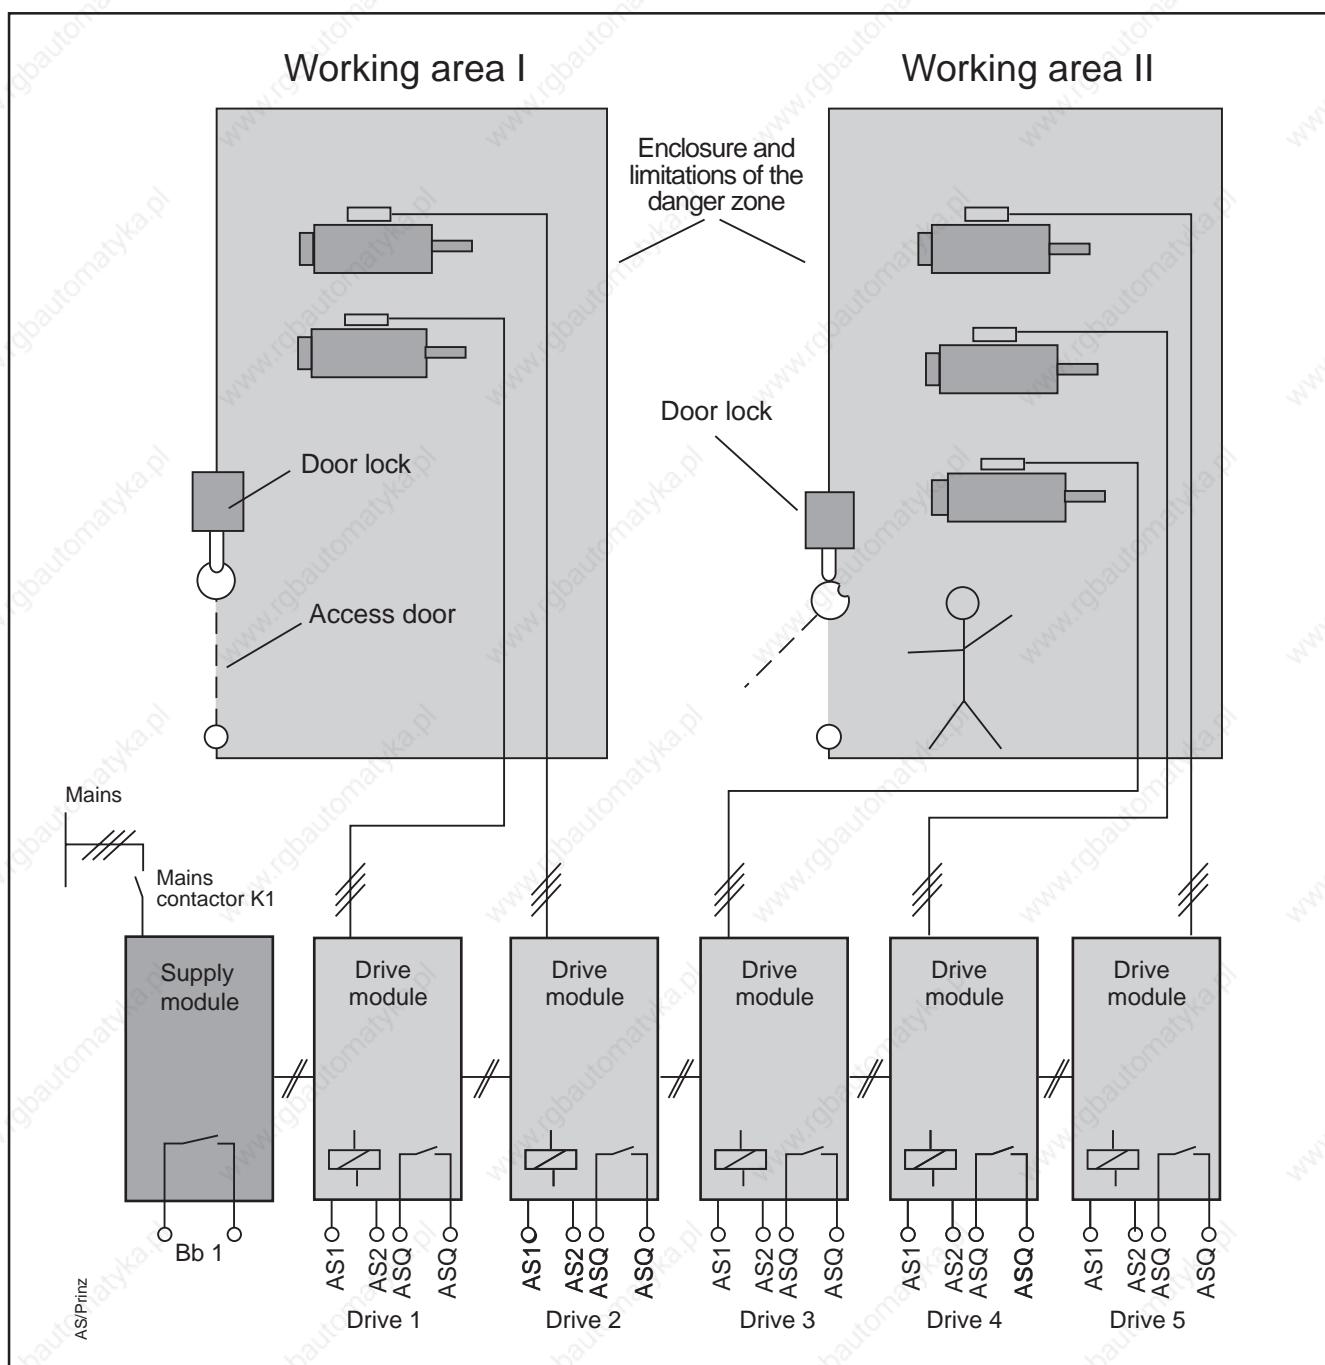 Working area I
Working area II
Enclosure and
limitations of the
danger zone
Door lock
Door lock
Access door
Mains
Mains
contactor K1
Supply
module
Drive
module
Drive
module
Drive
module
Drive
module
Drive
module
Bb 1
AS1
AS2
ASQ
ASQ
AS1
AS2
ASQ
ASQ
AS1
AS2
ASQ
ASQ
AS1
AS2
ASQ
ASQ
AS1
AS2
ASQ
ASQ
Drive 1
Drive 2
Drive 3
Drive 4
Drive 5
AS/Prinz
www.rgbautomatyka.pl